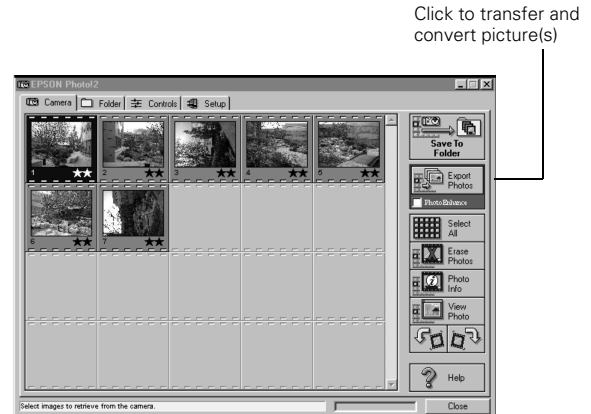 Click to transfer and
convert picture(s)
EPSON Photo!2
Camera
Folder
Controls
Setup
1
2
3
4
5
6
7
Save To
Folder
Export
Photos
PhotoEnhance
Select
All
Erase
Photos
Photo
Info
View
Photo
Help
Select images to retrieve from the camera.
Close